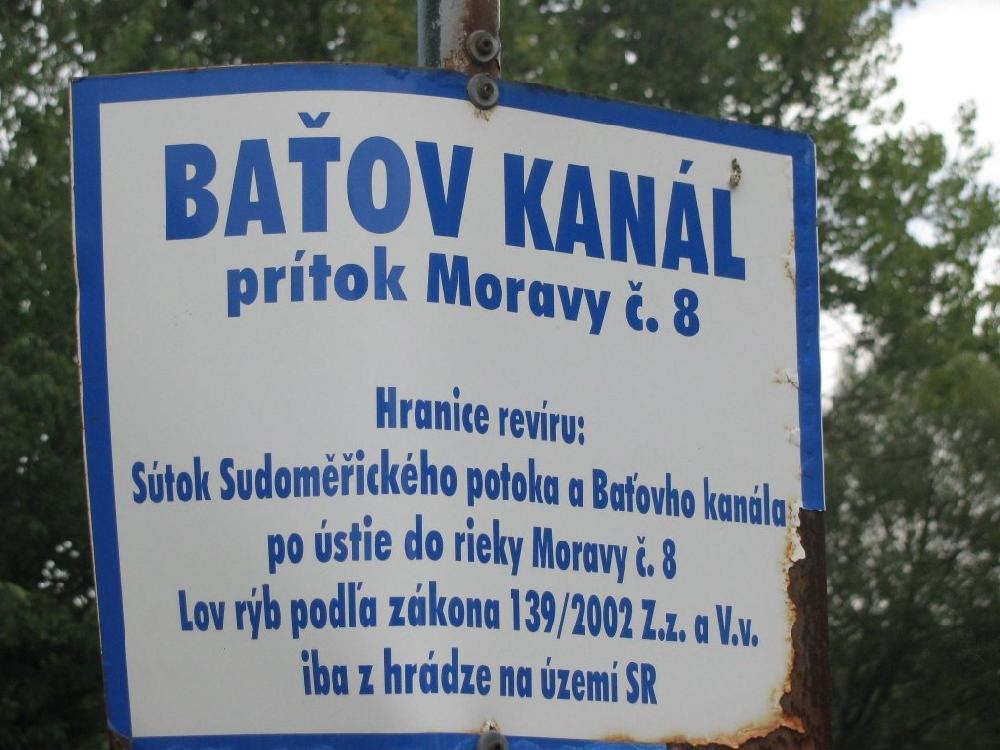 BAŤOV KANÁL
prítok Moravy č. 8
Hranice revíru:
Sútok Sudoměřického potoka a Baťovho kanála
po ústie do rieky Moravy č. 8
Lov rýb podľa zákona 139/2002 Z.z. a V.v.
iba z hrádze na území SR